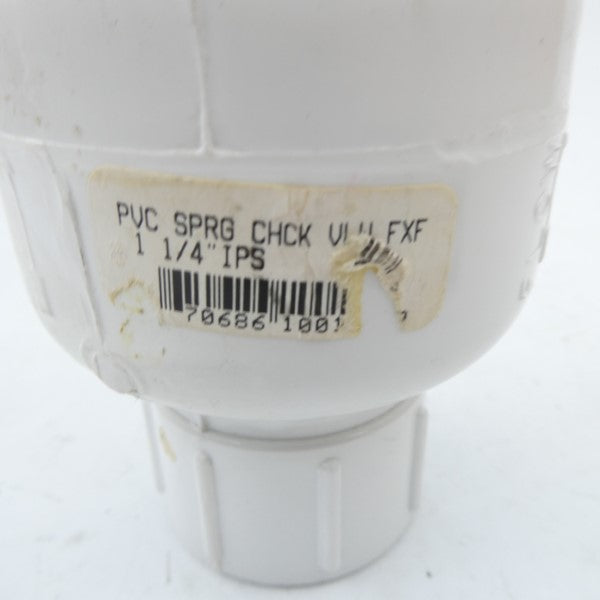 PVC SPRG CHCK VLV FXF
1 1/4" IPS
70686 1001